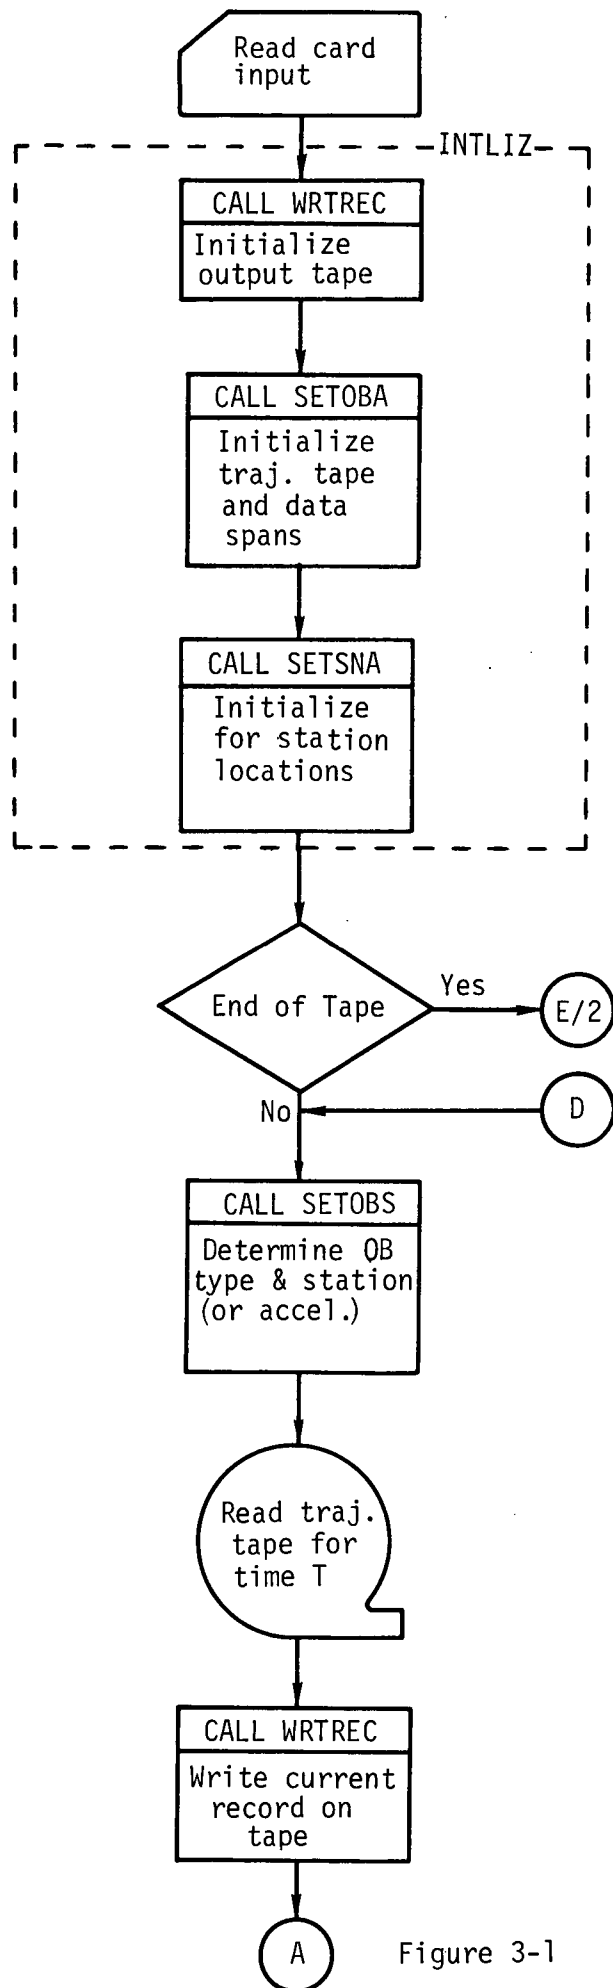 Read card
input
INTLIZ
CALL WRTREC
Initialize
output tape
CALL SETOBA
Initialize
traj. tape
and data
spans
CALL SETSNA
Initialize
for station
locations
End of Tape
Yes
E/2
No
D
CALL SETOBS
Determine OB
type & station
(or accel.)
Read traj.
tape for
time T
CALL WRTREC
Write current
record on
tape
A
Figure 3-1